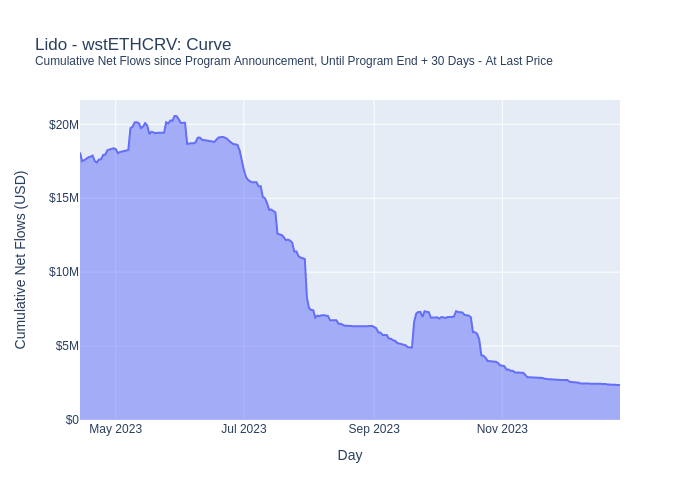 Lido - wstETHCRV: Curve
Cumulative Net Flows since Program Announcement, Until Program End + 30 Days - At Last Price
Cumulative Net Flows (USD)
$20M
$15M
$10M
$5M
$0
May 2023
Jul 2023
Sep 2023
Nov 2023
Day